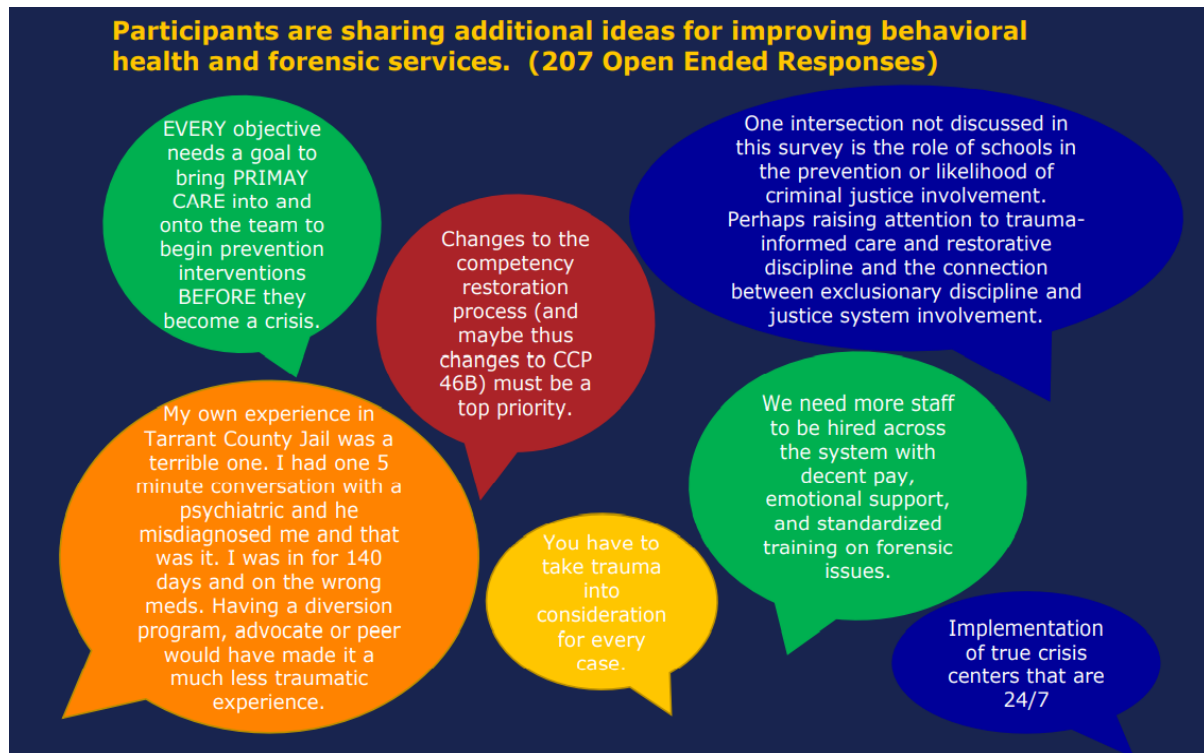 Participants are sharing additional ideas for improving behavioral
health and forensic services.  (207 Open Ended Responses)
EVERY objective
needs a goal to
bring PRIMAY
CARE into and
onto the team to
begin prevention
interventions
BEFORE they
become a crisis.
Changes to the
competency
restoration
process (and
maybe thus
changes to CCP
46B) must be a
top priority.
One intersection not discussed in
this survey is the role of schools in
the prevention or likelihood of
criminal justice involvement.
Perhaps raising attention to trauma-
informed care and restorative
discipline and the connection
between exclusionary discipline and
justice system involvement.
My own experience in
Tarrant County Jail was a
terrible one. I had one 5
minute conversation with a
psychiatric and he
misdiagnosed me and that
was it. I was in for 140
days and on the wrong
meds. Having a diversion
program, advocate or peer
would have made it a
much less traumatic
experience.
You have to
take trauma
into
consideration
for every
case.
We need more staff
to be hired across
the system with
decent pay,
emotional support,
and standardized
training on forensic
issues.
Implementation
of true crisis
centers that are
24/7